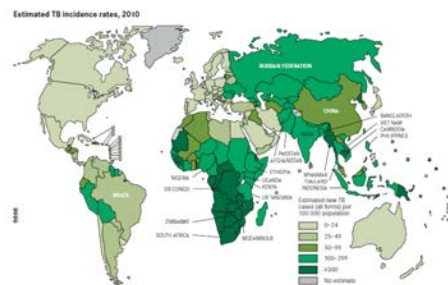 Estimated TB incidence rates, 2010
RUSSIAN FEDERATION
CHINA
BANGLADESH
VIET NAM
CAMBODIA
PHILIPPINES
INDIA
PAKISTAN
AFGHANISTAN
ETHIOPIA
UGANDA
KENYA
UR TANZANIA
MYANMAR
THAILAND
INDONESIA
NIGERIA
DR CONGO
BRAZIL
ZIMBABWE
SOUTH AFRICA
MOZAMBIQUE
Estimated new TB
cases (all forms) per
100 000 population
0–24
25–49
50–99
100–299
≥300
No estimate